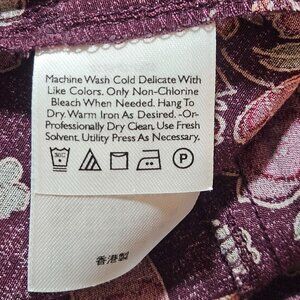 Machine Wash Cold Delicate With
Like Colors. Only Non-Chlorine
Bleach When Needed. Hang To
Dry. Warm Iron As Desired. -Or-
Professionally Dry Clean, Use Fresh
Solvent. Utility Press As Necessary.
P
香港製